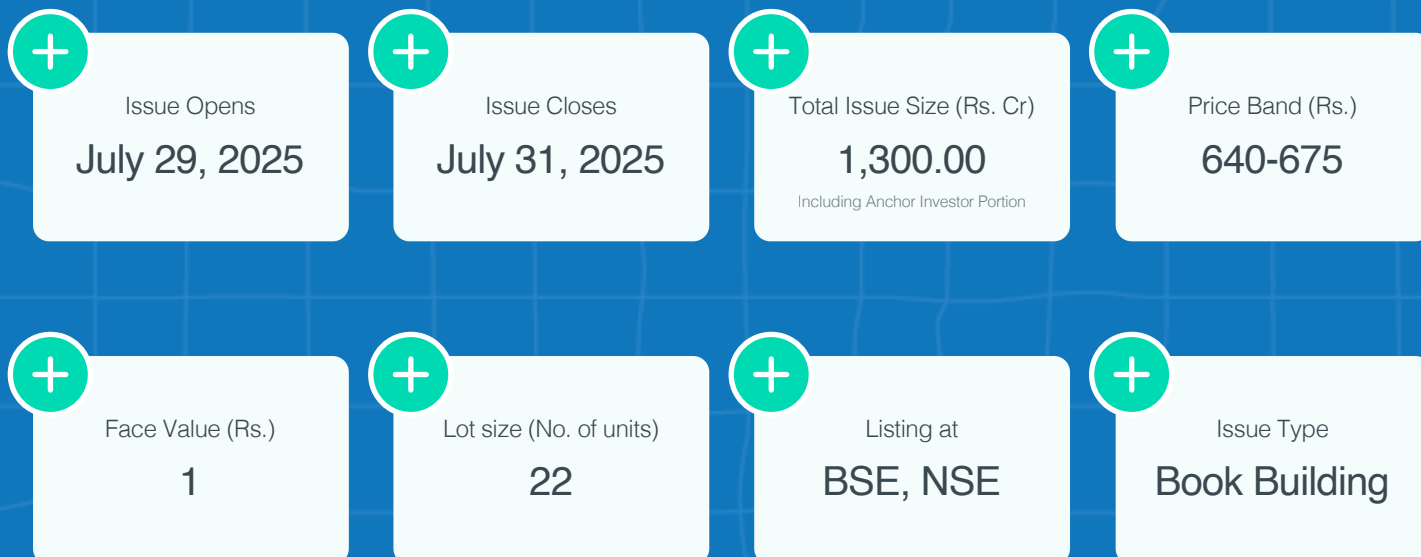 Issue Opens
July 29, 2025
Issue Closes
July 31, 2025
Total Issue Size (Rs. Cr)
1,300.00
Including Anchor Investor Portion
Price Band (Rs.)
640-675
Face Value (Rs.)
1
Lot size (No. of units)
22
Listing at
BSE, NSE
Issue Type
Book Building